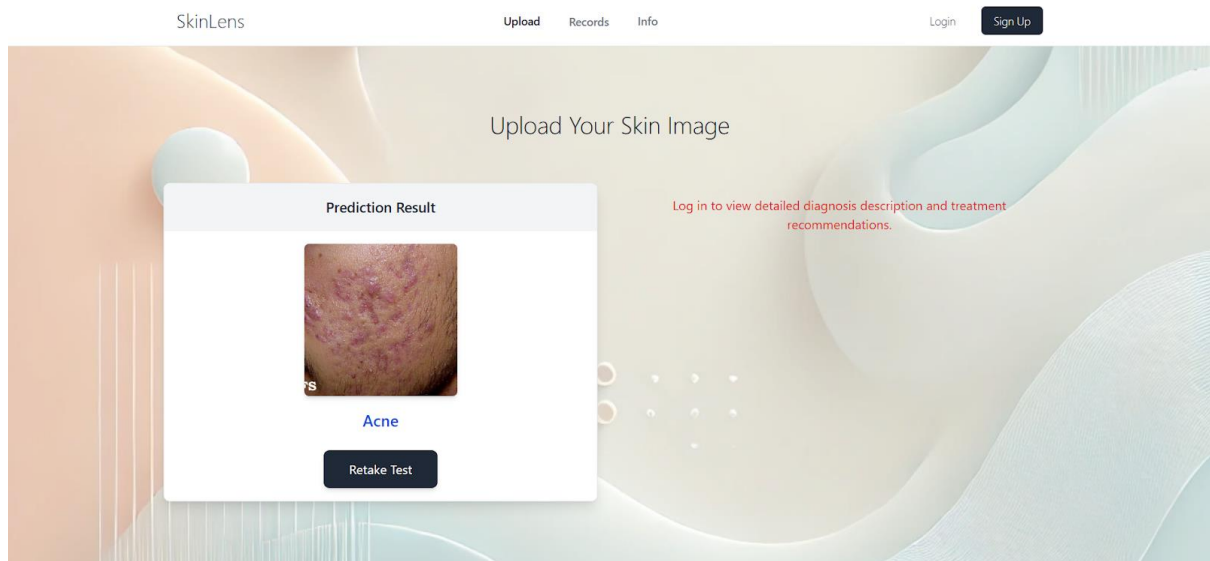 SkinLens
Upload
Records
Info
Login
Sign Up
Upload Your Skin Image
Prediction Result
Acne
Retake Test
Log in to view detailed diagnosis description and treatment
recommendations.